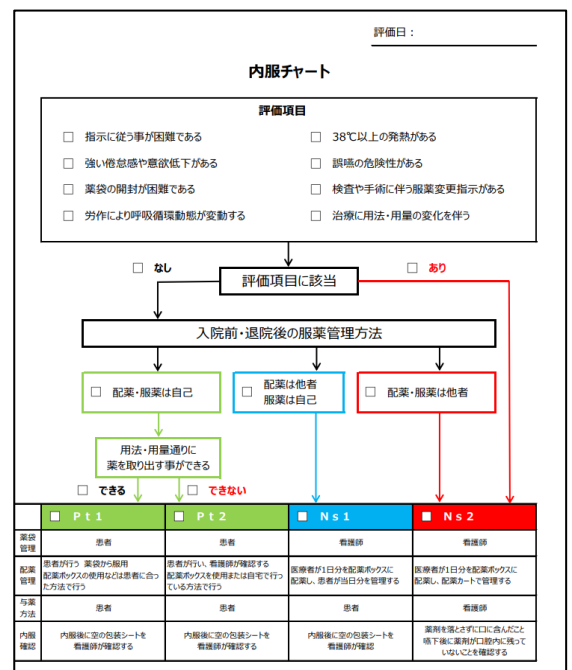 評価日：
内服チャート
評価項目
□ 指示に従う事が困難である
□ 38℃以上の発熱がある
□ 強い倦怠感や意欲低下がある
□ 誤嚥の危険性がある
□ 薬袋の開封が困難である
□ 検査や手術に伴う服薬変更指示がある
□ 労作により呼吸循環動態が変動する
□ 治療に用法・用量の変化を伴う
□ なし
□ あり
評価項目に該当
入院前・退院後の服薬管理方法
□ 配薬・服薬は自己
□ 配薬は他者
服薬は自己
□ 配薬・服薬は他者
用法・用量通りに
薬を取り出す事ができる
□ できる
□ できない
□ Pt1
□ Pt2
□ Ns1
□ Ns2
薬袋
管理
患者
患者
看護師
看護師
配薬
管理
患者が行う 薬袋から服用
配薬ボックスの使用などは患者に合っ
た方法で行う
患者が行い、看護師が確認する
配薬ボックスを使用または自宅で行っ
ている方法で行う
医療者が1日分を配薬ボックスに
配薬し、患者が当日分を管理する
医療者が1日分を配薬ボックスに
配薬し、配薬カートで管理する
与薬
方法
患者
患者
患者
看護師
内服
確認
内服後に空の包装シートを
看護師が確認する
内服後に空の包装シートを
看護師が確認する
内服後に空の包装シートを
看護師が確認
薬剤を落とさずに口に含んだこと
嚥下後に薬剤が口腔内に残って
いないことを確認する